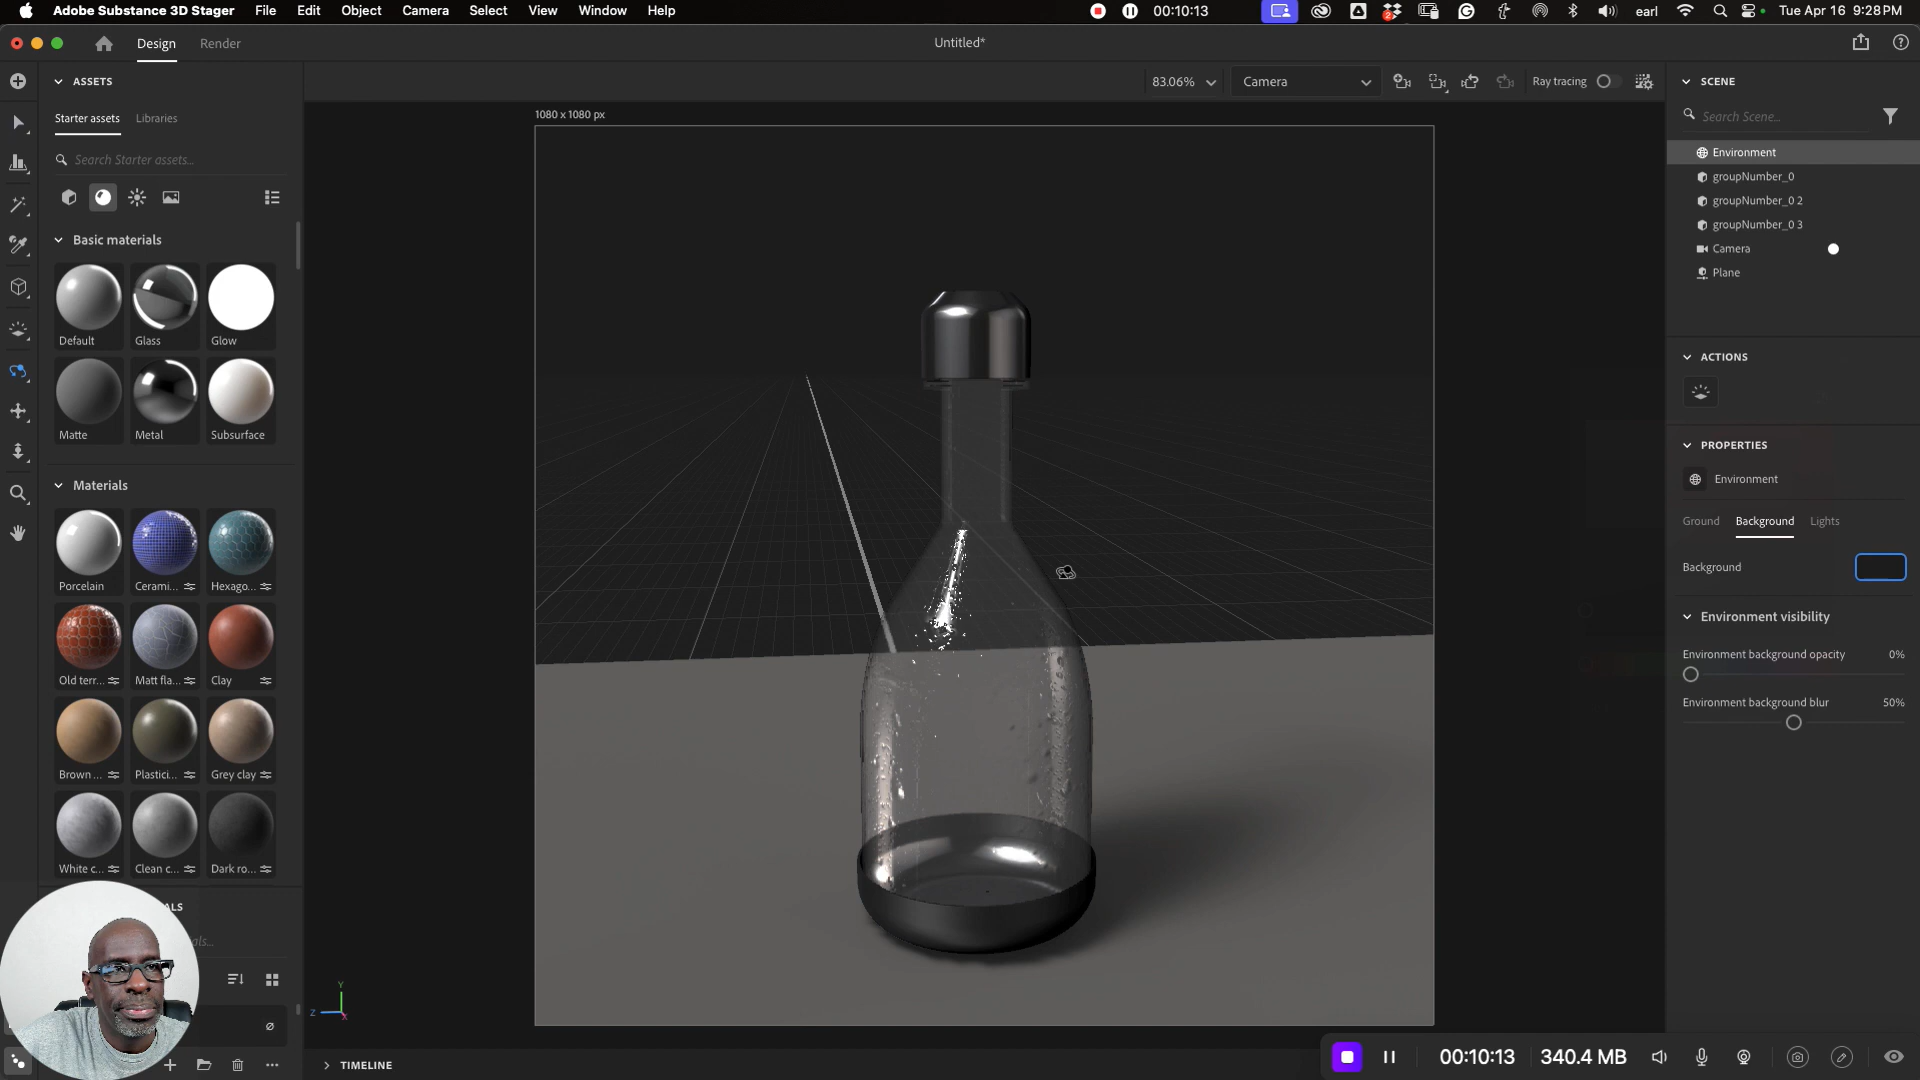 Adobe Substance 3D Stager File Edit Object Camera Select View Window Help 00:10:13 earl Tue Apr 16 9:28 PM
Design Render Untitled*
ASSETS
Starter assets Libraries
Search Starter assets...
Basic materials
Default Glass Glow
Matte Metal Subsurface
Materials
Porcelain Cerami... Hexago...
Old terr... Matt fla... Clay
Brown ... Plastici... Grey clay
White c... Clean c... Dark ro...
ALS
als...
83.06% Camera Ray tracing
1080 x 1080 px
Y
Z
X
TIMELINE
SCENE
Search Scene...
Environment
groupNumber_0
groupNumber_0 2
groupNumber_0 3
Camera
Plane
ACTIONS
PROPERTIES
Environment
Ground Background Lights
Background
Environment visibility
Environment background opacity 0%
Environment background blur 50%
00:10:13 340.4 MB